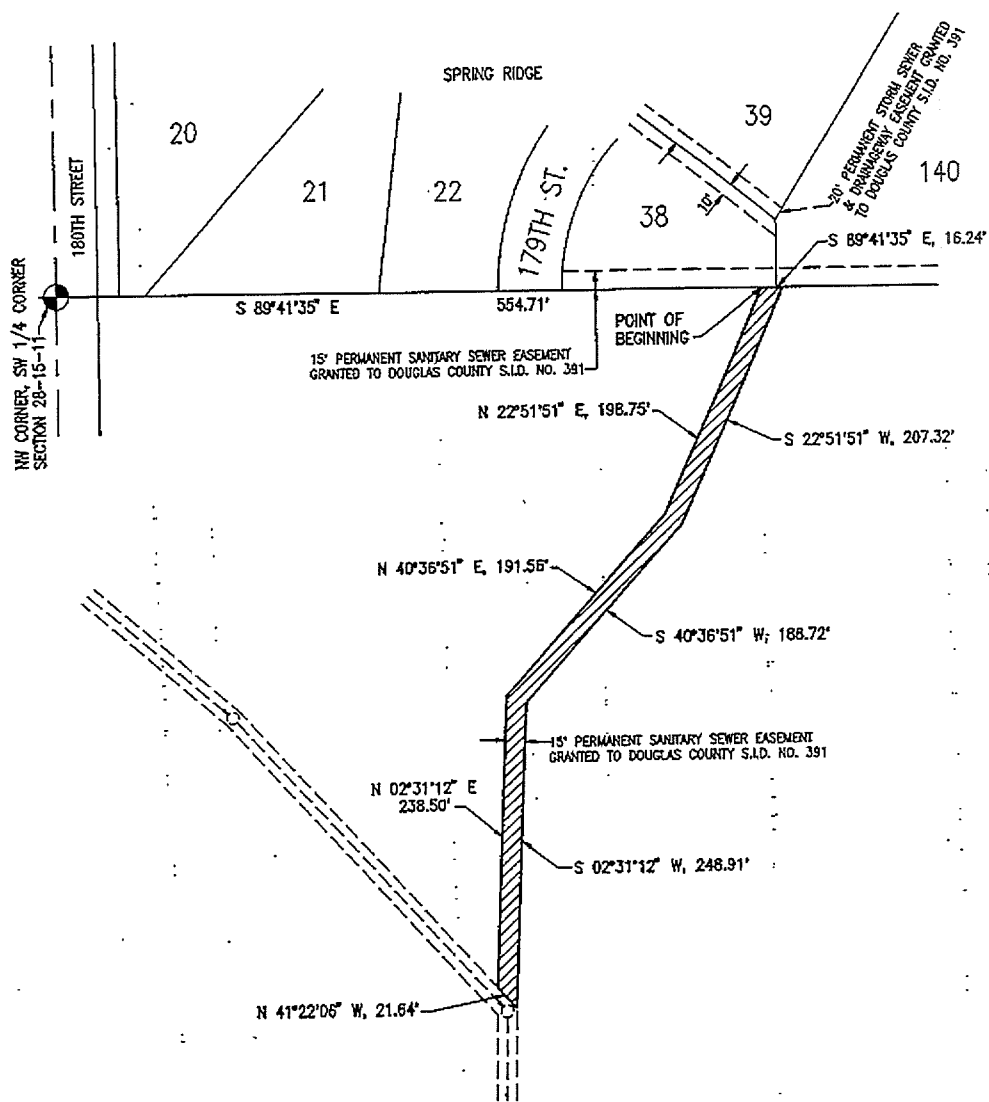 SPRING RIDGE
20
21
22
38
39
140
180TH STREET
179TH ST.
10'
20' PERMANENT STORM SEWER
& DRAINAGEWAY EASEMENT GRANTED
TO DOUGLAS COUNTY S.I.D. NO. 391
S 89°41'35" E, 16.24'
NW CORNER, SW 1/4 CORNER
SECTION 28-15-11
S 89°41'35" E
554.71'
POINT OF
BEGINNING
15' PERMANENT SANITARY SEWER EASEMENT
GRANTED TO DOUGLAS COUNTY S.I.D. NO. 391
N 22°51'51" E, 198.75'
S 22°51'51" W, 207.32'
N 40°36'51" E, 191.56'
S 40°36'51" W, 188.72'
15' PERMANENT SANITARY SEWER EASEMENT
GRANTED TO DOUGLAS COUNTY S.I.D. NO. 391
N 02°31'12" E
238.50'
S 02°31'12" W, 248.91'
N 41°22'06" W, 21.64'